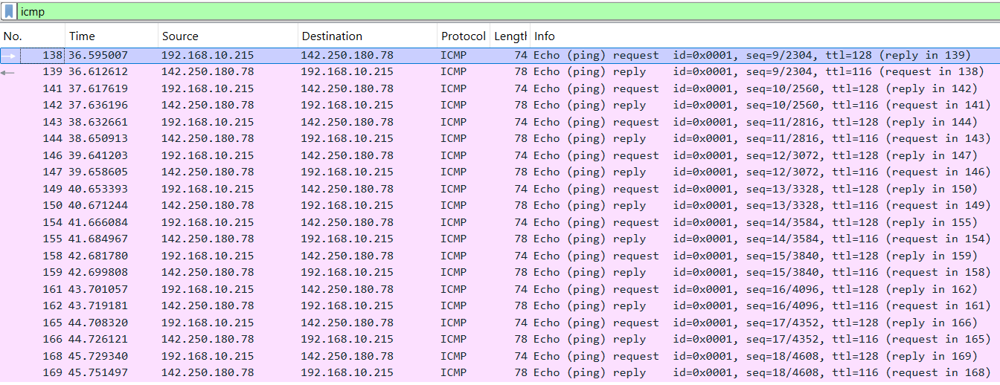 icmp
No. Time Source Destination Protocol Length Info
138 36.595007 192.168.10.215 142.250.180.78 ICMP 74 Echo (ping) request id=0x0001, seq=9/2304, ttl=128 (reply in 139)
139 36.612612 142.250.180.78 192.168.10.215 ICMP 78 Echo (ping) reply id=0x0001, seq=9/2304, ttl=116 (request in 138)
141 37.617619 192.168.10.215 142.250.180.78 ICMP 74 Echo (ping) request id=0x0001, seq=10/2560, ttl=128 (reply in 142)
142 37.636196 142.250.180.78 192.168.10.215 ICMP 78 Echo (ping) reply id=0x0001, seq=10/2560, ttl=116 (request in 141)
143 38.632661 192.168.10.215 142.250.180.78 ICMP 74 Echo (ping) request id=0x0001, seq=11/2816, ttl=128 (reply in 144)
144 38.650913 142.250.180.78 192.168.10.215 ICMP 78 Echo (ping) reply id=0x0001, seq=11/2816, ttl=116 (request in 143)
146 39.641203 192.168.10.215 142.250.180.78 ICMP 74 Echo (ping) request id=0x0001, seq=12/3072, ttl=128 (reply in 147)
147 39.658605 142.250.180.78 192.168.10.215 ICMP 78 Echo (ping) reply id=0x0001, seq=12/3072, ttl=116 (request in 146)
149 40.653393 192.168.10.215 142.250.180.78 ICMP 74 Echo (ping) request id=0x0001, seq=13/3328, ttl=128 (reply in 150)
150 40.671244 142.250.180.78 192.168.10.215 ICMP 78 Echo (ping) reply id=0x0001, seq=13/3328, ttl=116 (request in 149)
154 41.666084 192.168.10.215 142.250.180.78 ICMP 74 Echo (ping) request id=0x0001, seq=14/3584, ttl=128 (reply in 155)
155 41.684967 142.250.180.78 192.168.10.215 ICMP 78 Echo (ping) reply id=0x0001, seq=14/3584, ttl=116 (request in 154)
158 42.681780 192.168.10.215 142.250.180.78 ICMP 74 Echo (ping) request id=0x0001, seq=15/3840, ttl=128 (reply in 159)
159 42.699808 142.250.180.78 192.168.10.215 ICMP 78 Echo (ping) reply id=0x0001, seq=15/3840, ttl=116 (request in 158)
161 43.701057 192.168.10.215 142.250.180.78 ICMP 74 Echo (ping) request id=0x0001, seq=16/4096, ttl=128 (reply in 162)
162 43.719181 142.250.180.78 192.168.10.215 ICMP 78 Echo (ping) reply id=0x0001, seq=16/4096, ttl=116 (request in 161)
165 44.708320 192.168.10.215 142.250.180.78 ICMP 74 Echo (ping) request id=0x0001, seq=17/4352, ttl=128 (reply in 166)
166 44.726121 142.250.180.78 192.168.10.215 ICMP 78 Echo (ping) reply id=0x0001, seq=17/4352, ttl=116 (request in 165)
168 45.729340 192.168.10.215 142.250.180.78 ICMP 74 Echo (ping) request id=0x0001, seq=18/4608, ttl=128 (reply in 169)
169 45.751497 142.250.180.78 192.168.10.215 ICMP 78 Echo (ping) reply id=0x0001, seq=18/4608, ttl=116 (request in 168)